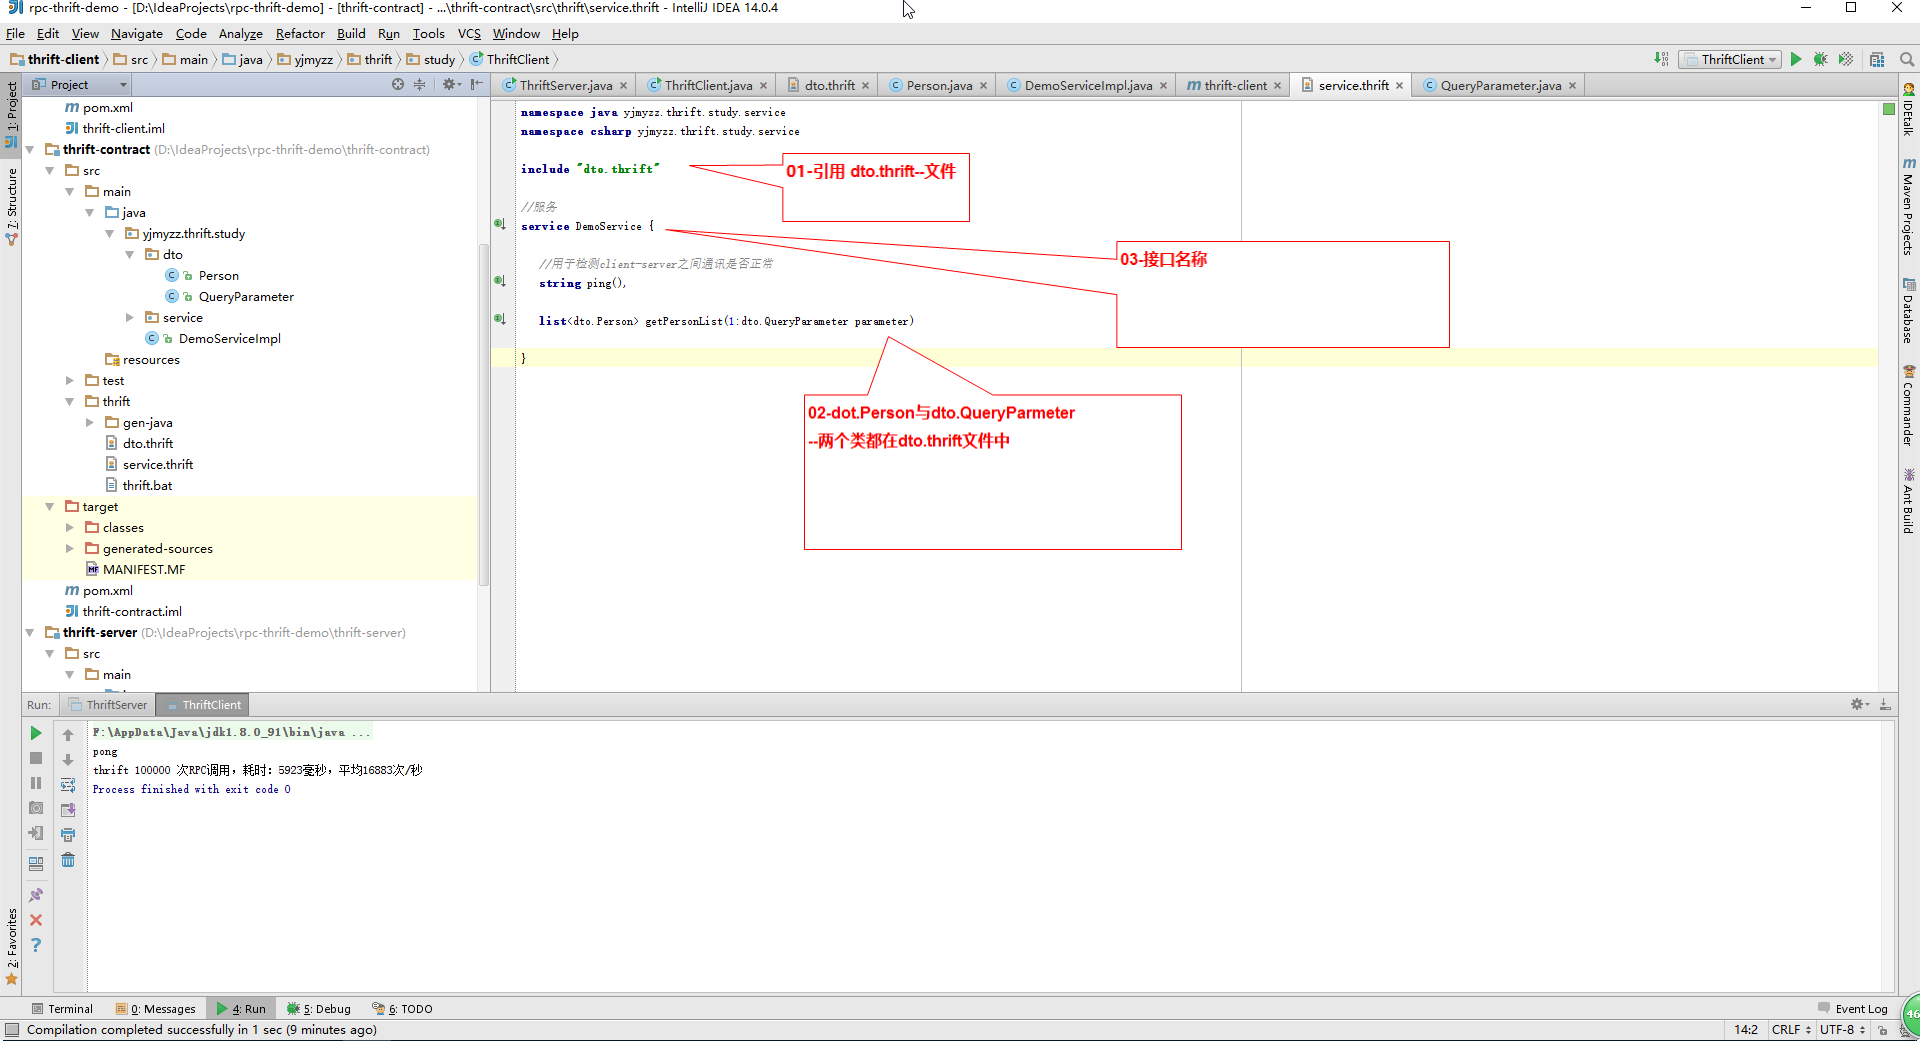 rpc-thrift-demo - [D:\IdeaProjects\rpc-thrift-demo] - [thrift-contract] - ...\thrift-contract\src\thrift\service.thrift - IntelliJ IDEA 14.0.4
File Edit View Navigate Code Analyze Refactor Build Run Tools VCS Window Help
thrift-client src main java yjmyzz thrift study ThriftClient
ThriftClient
Project
ThriftServer.java ThriftClient.java dto.thrift Person.java DemoServiceImpl.java thrift-client service.thrift QueryParameter.java
1: Project
7: Structure
2: Favorites
pom.xml
thrift-client.iml
thrift-contract (D:\IdeaProjects\rpc-thrift-demo\thrift-contract)
src
main
java
yjmyzz.thrift.study
dto
Person
QueryParameter
service
DemoServiceImpl
resources
test
thrift
gen-java
dto.thrift
service.thrift
thrift.bat
target
classes
generated-sources
MANIFEST.MF
pom.xml
thrift-contract.iml
thrift-server (D:\IdeaProjects\rpc-thrift-demo\thrift-server)
src
main
namespace java yjmyzz.thrift.study.service
namespace csharp yjmyzz.thrift.study.service
include "dto.thrift"
//服务
service DemoService {
//用于检测client-server之间通讯是否正常
string ping(),
list<dto.Person> getPersonList(1:dto.QueryParameter parameter)
}
01-引用 dto.thrift--文件
03-接口名称
02-dot.Person与dto.QueryParmeter
--两个类都在dto.thrift文件中
IDEtalk
Maven Projects
Database
Commander
Ant Build
Run: ThriftServer ThriftClient
F:\AppData\Java\jdk1.8.0_91\bin\java ...
pong
thrift 100000 次RPC调用，耗时：5923毫秒，平均16883次/秒
Process finished with exit code 0
Terminal 0: Messages 4: Run 5: Debug 6: TODO Event Log
Compilation completed successfully in 1 sec (9 minutes ago) 14:2 CRLF UTF-8
46